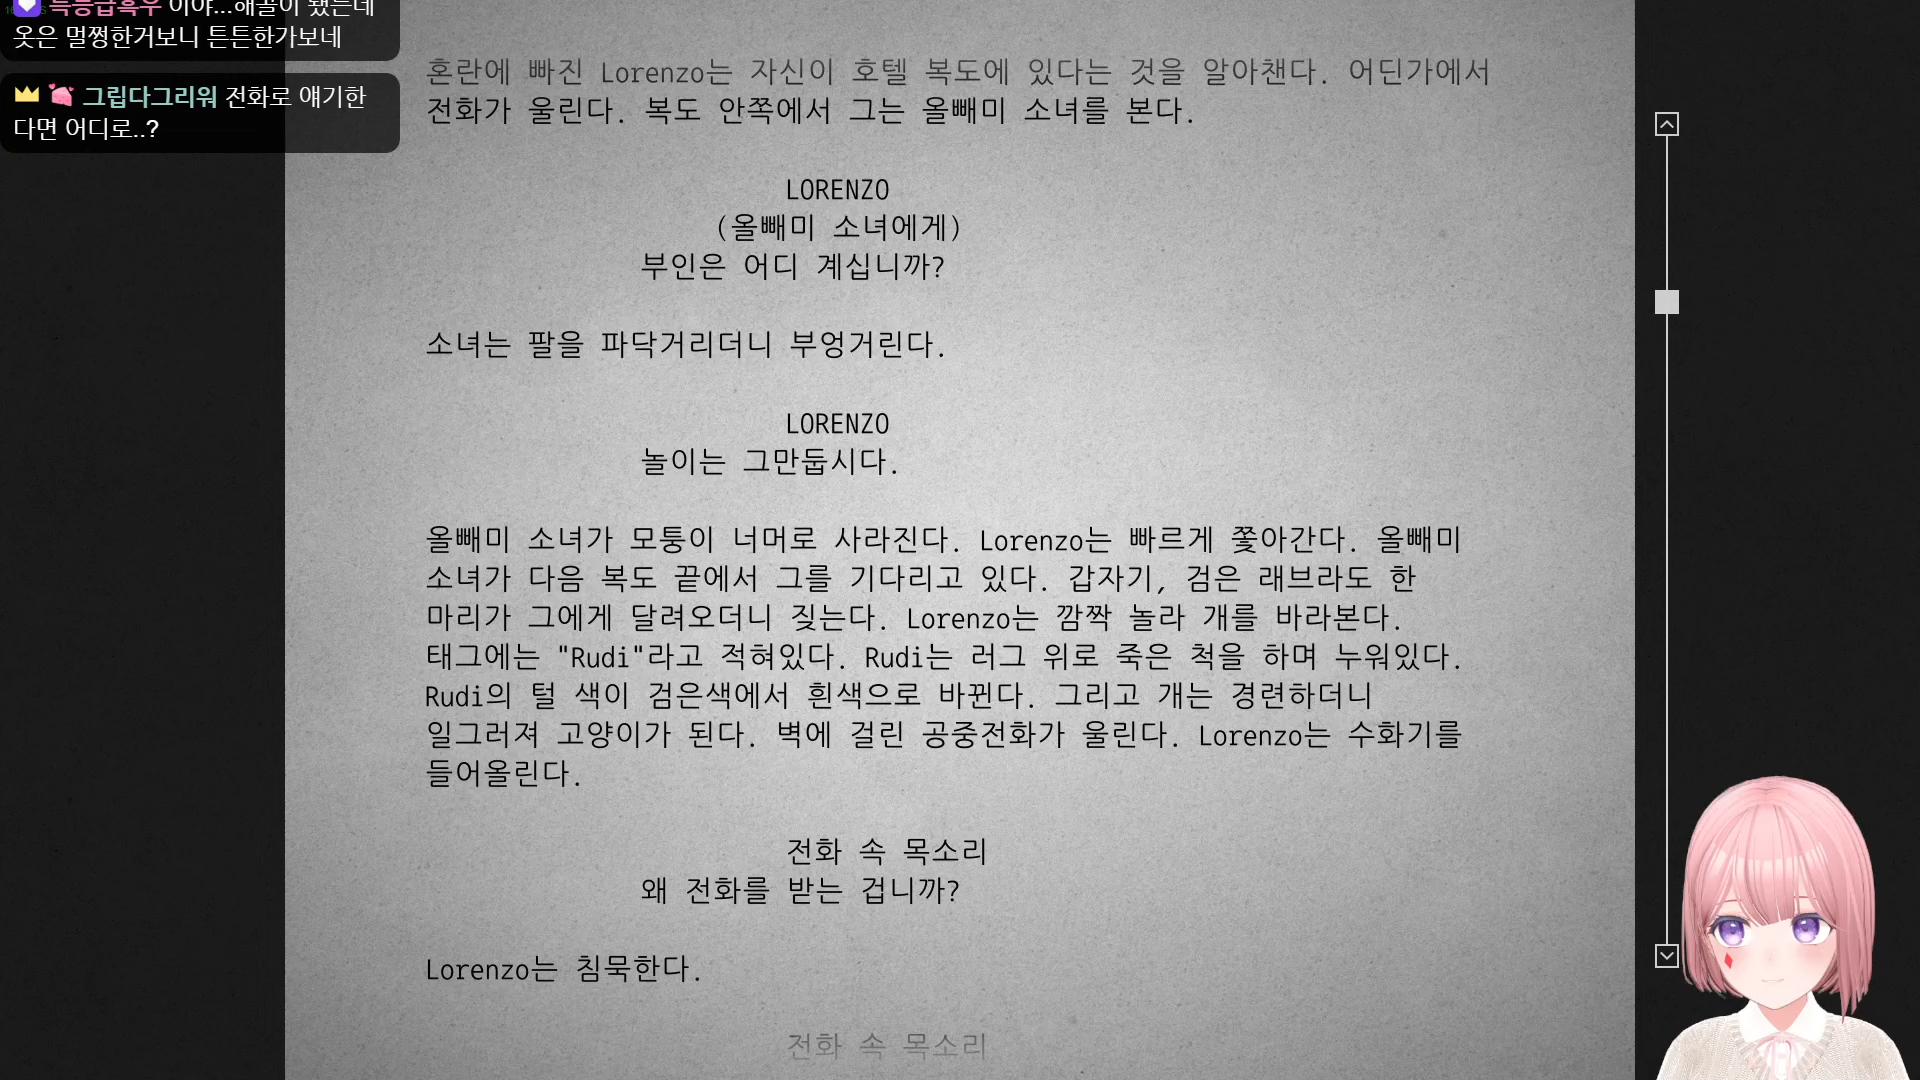 특등급흑우 이야...해골이 됐는데
옷은 멀쩡한거보니 튼튼한가보네
그립다그리워 전화로 얘기한
다면 어디로..?
혼란에 빠진 Lorenzo는 자신이 호텔 복도에 있다는 것을 알아챈다. 어딘가에서
전화가 울린다. 복도 안쪽에서 그는 올빼미 소녀를 본다.
LORENZO
(올빼미 소녀에게)
부인은 어디 계십니까?
소녀는 팔을 파닥거리더니 부엉거린다.
LORENZO
놀이는 그만둡시다.
올빼미 소녀가 모퉁이 너머로 사라진다. Lorenzo는 빠르게 쫓아간다. 올빼미
소녀가 다음 복도 끝에서 그를 기다리고 있다. 갑자기, 검은 래브라도 한
마리가 그에게 달려오더니 짖는다. Lorenzo는 깜짝 놀라 개를 바라본다.
태그에는 "Rudi"라고 적혀있다. Rudi는 러그 위로 죽은 척을 하며 누워있다.
Rudi의 털 색이 검은색에서 흰색으로 바뀐다. 그리고 개는 경련하더니
일그러져 고양이가 된다. 벽에 걸린 공중전화가 울린다. Lorenzo는 수화기를
들어올린다.
전화 속 목소리
왜 전화를 받는 겁니까?
Lorenzo는 침묵한다.
전화 속 목소리